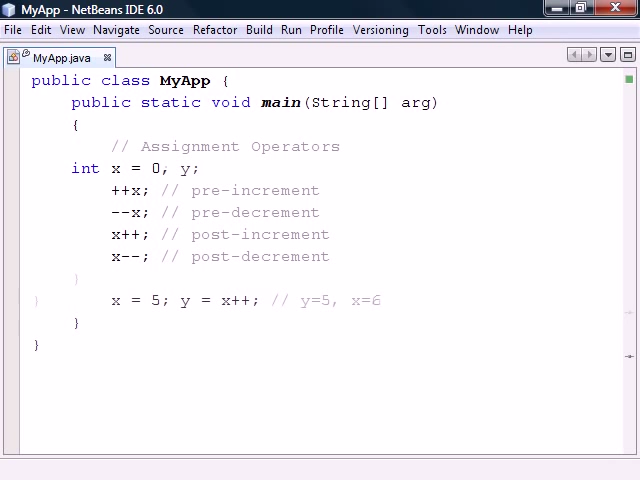 MyApp - NetBeans IDE 6.0
File Edit View Navigate Source Refactor Build Run Profile Versioning Tools Window Help
MyApp.java
public class MyApp {
public static void main(String[] arg)
{
// Assignment Operators
int x = 0, y;
++x; // pre-increment
--x; // pre-decrement
x++; // post-increment
x--; // post-decrement
}
} x = 5; y = x++; // y=5, x=6
}
}